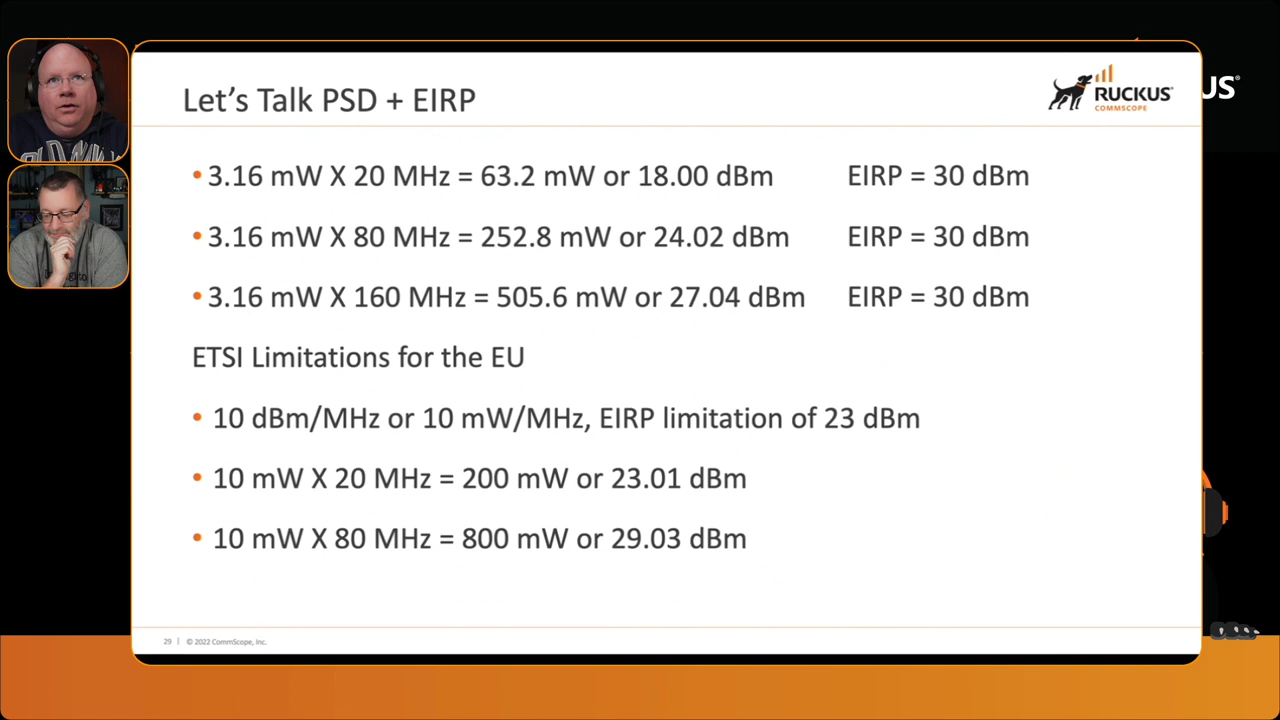 Let's Talk PSD + EIRP
RUCKUS®
COMMSCOPE
US®
• 3.16 mW X 20 MHz = 63.2 mW or 18.00 dBm EIRP = 30 dBm
• 3.16 mW X 80 MHz = 252.8 mW or 24.02 dBm EIRP = 30 dBm
• 3.16 mW X 160 MHz = 505.6 mW or 27.04 dBm EIRP = 30 dBm
ETSI Limitations for the EU
• 10 dBm/MHz or 10 mW/MHz, EIRP limitation of 23 dBm
• 10 mW X 20 MHz = 200 mW or 23.01 dBm
• 10 mW X 80 MHz = 800 mW or 29.03 dBm
29 | © 2022 CommScope, Inc.